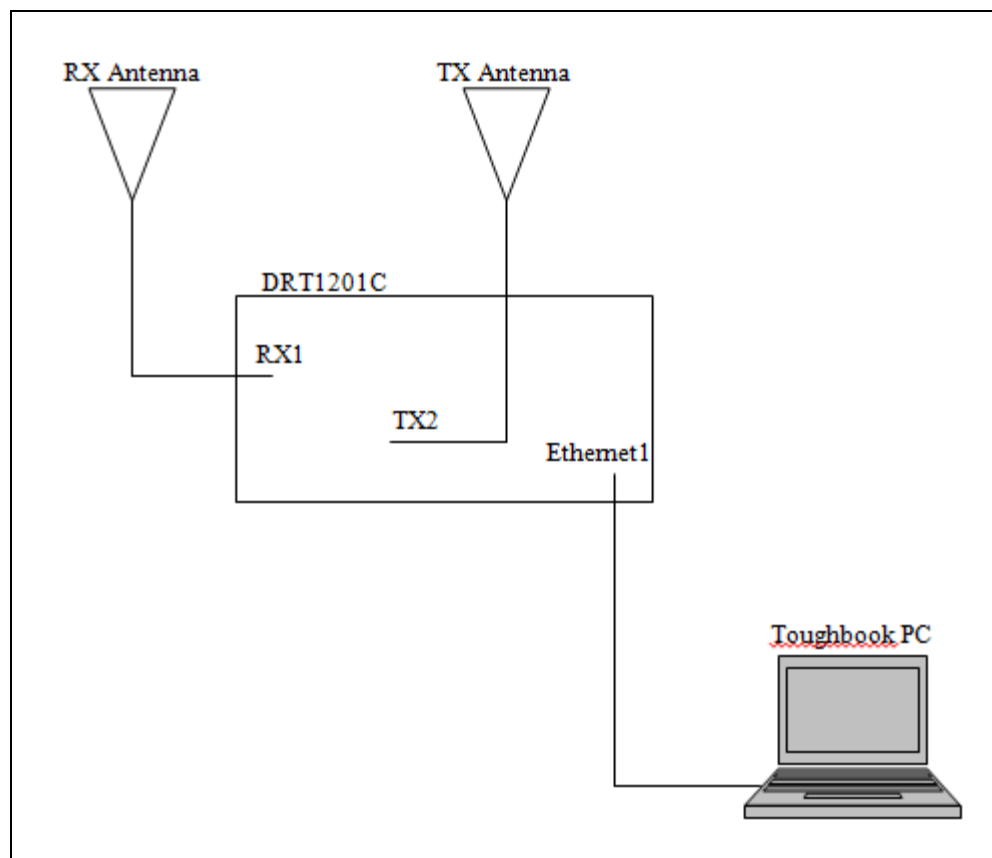 RX Antenna
TX Antenna
DRT1201C
RX1
TX2
Ethernet1
Toughbook PC